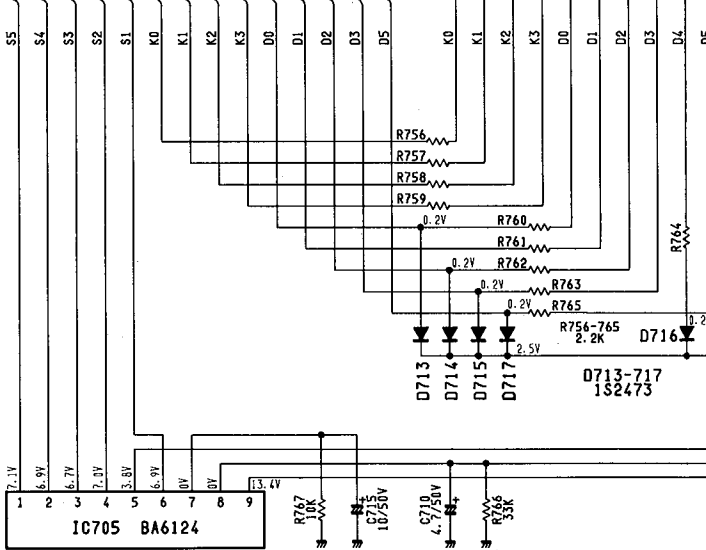 S5 S4 S3 S2 S1 K0 K1 K2 K3 D0 D1 D2 D3 D5 K0 K1 K2 K3 D0 D1 D2 D3 D4 D5
R756
R757
R758
R759
0.2V R760
R761
R764
0.2V R762
0.2V R763
0.2V R765
R756-765
2.2K
D716
0.2
2.5V
D713 D714 D715 D717
D713-717
1S2473
7.1V 6.9V 6.7V 7.0V 3.8V 6.9V 0V 0V 13.4V
1 2 3 4 5 6 7 8 9
IC705 BA6124
R767
10K
C715
10/50V
+
C710
4.7/50V
+
R766
33K